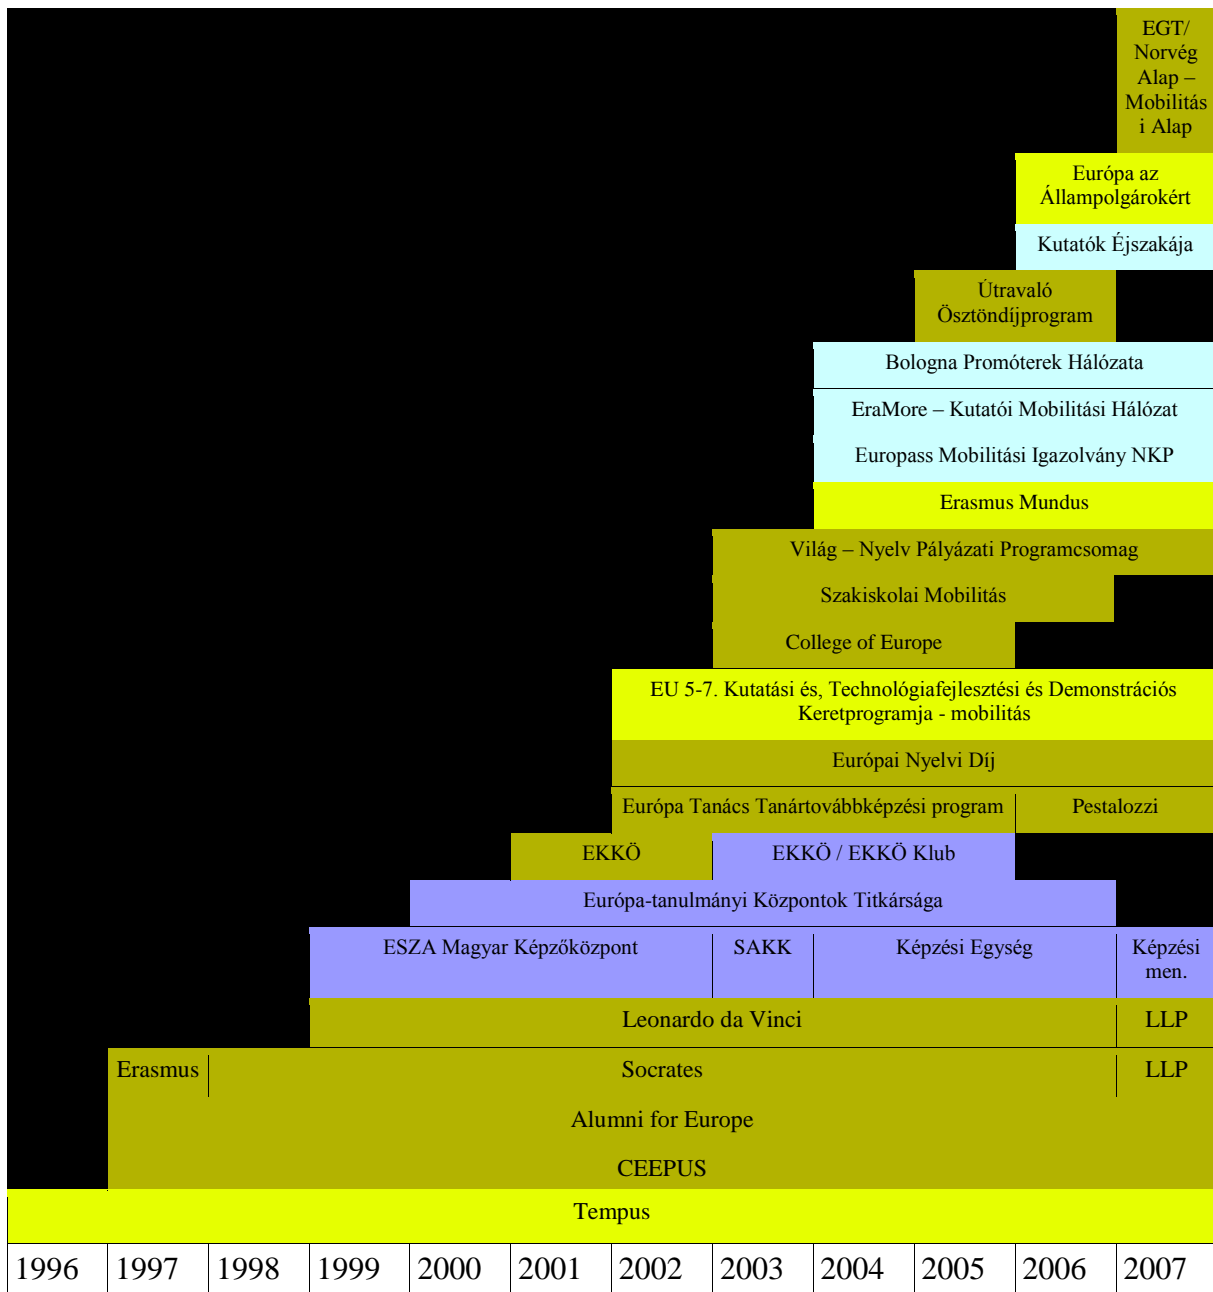 EGT/
Norvég
Alap –
Mobilitás
i Alap
Európa az
Állampolgárokért
Kutatók Éjszakája
Útravaló
Ösztöndíjprogram
Bologna Promóterek Hálózata
EraMore – Kutatói Mobilitási Hálózat
Europass Mobilitási Igazolvány NKP
Erasmus Mundus
Világ – Nyelv Pályázati Programcsomag
Szakiskolai Mobilitás
College of Europe
EU 5-7. Kutatási és, Technológiafejlesztési és Demonstrációs
Keretprogramja - mobilitás
Európai Nyelvi Díj
Európa Tanács Tanártovábbképzési program Pestalozzi
EKKÖ EKKÖ / EKKÖ Klub
Európa-tanulmányi Központok Titkársága
ESZA Magyar Képzőközpont SAKK Képzési Egység Képzési
men.
Leonardo da Vinci LLP
Erasmus Socrates LLP
Alumni for Europe
CEEPUS
Tempus
1996 1997 1998 1999 2000 2001 2002 2003 2004 2005 2006 2007